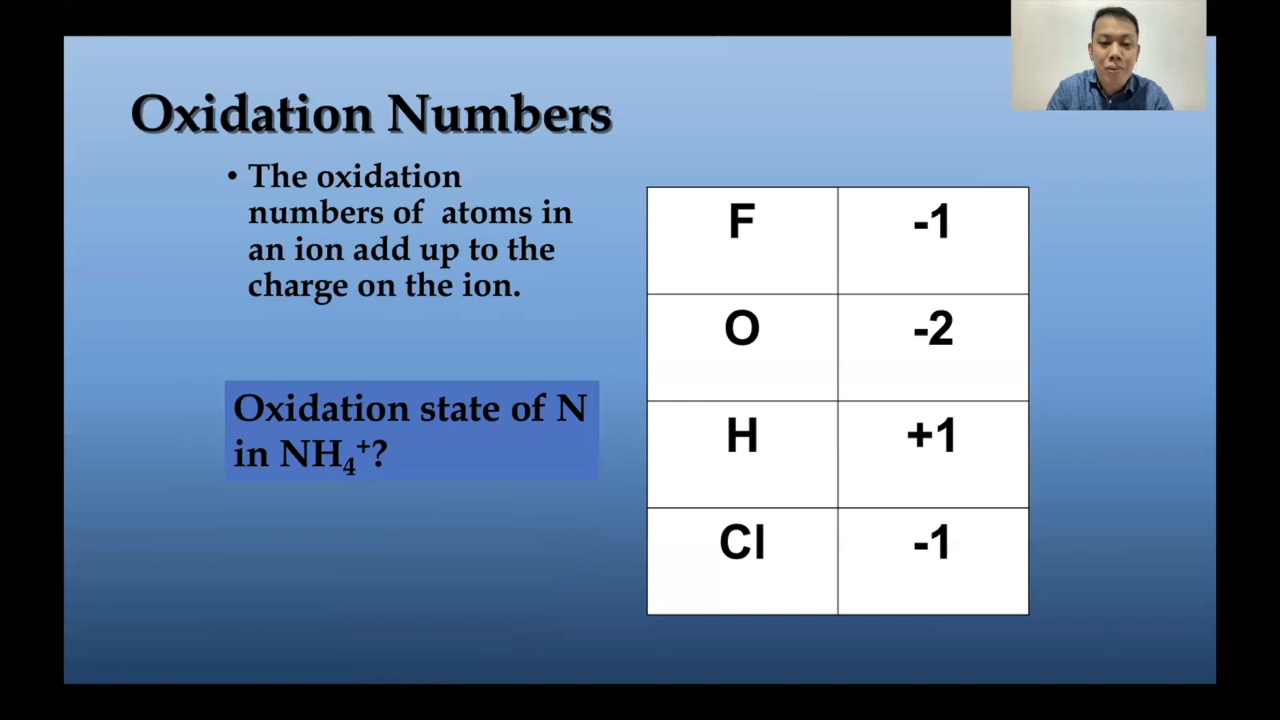 Oxidation Numbers
• The oxidation
numbers of atoms in
an ion add up to the
charge on the ion.
Oxidation state of N
in NH₄⁺?
F -1
O -2
H +1
Cl -1